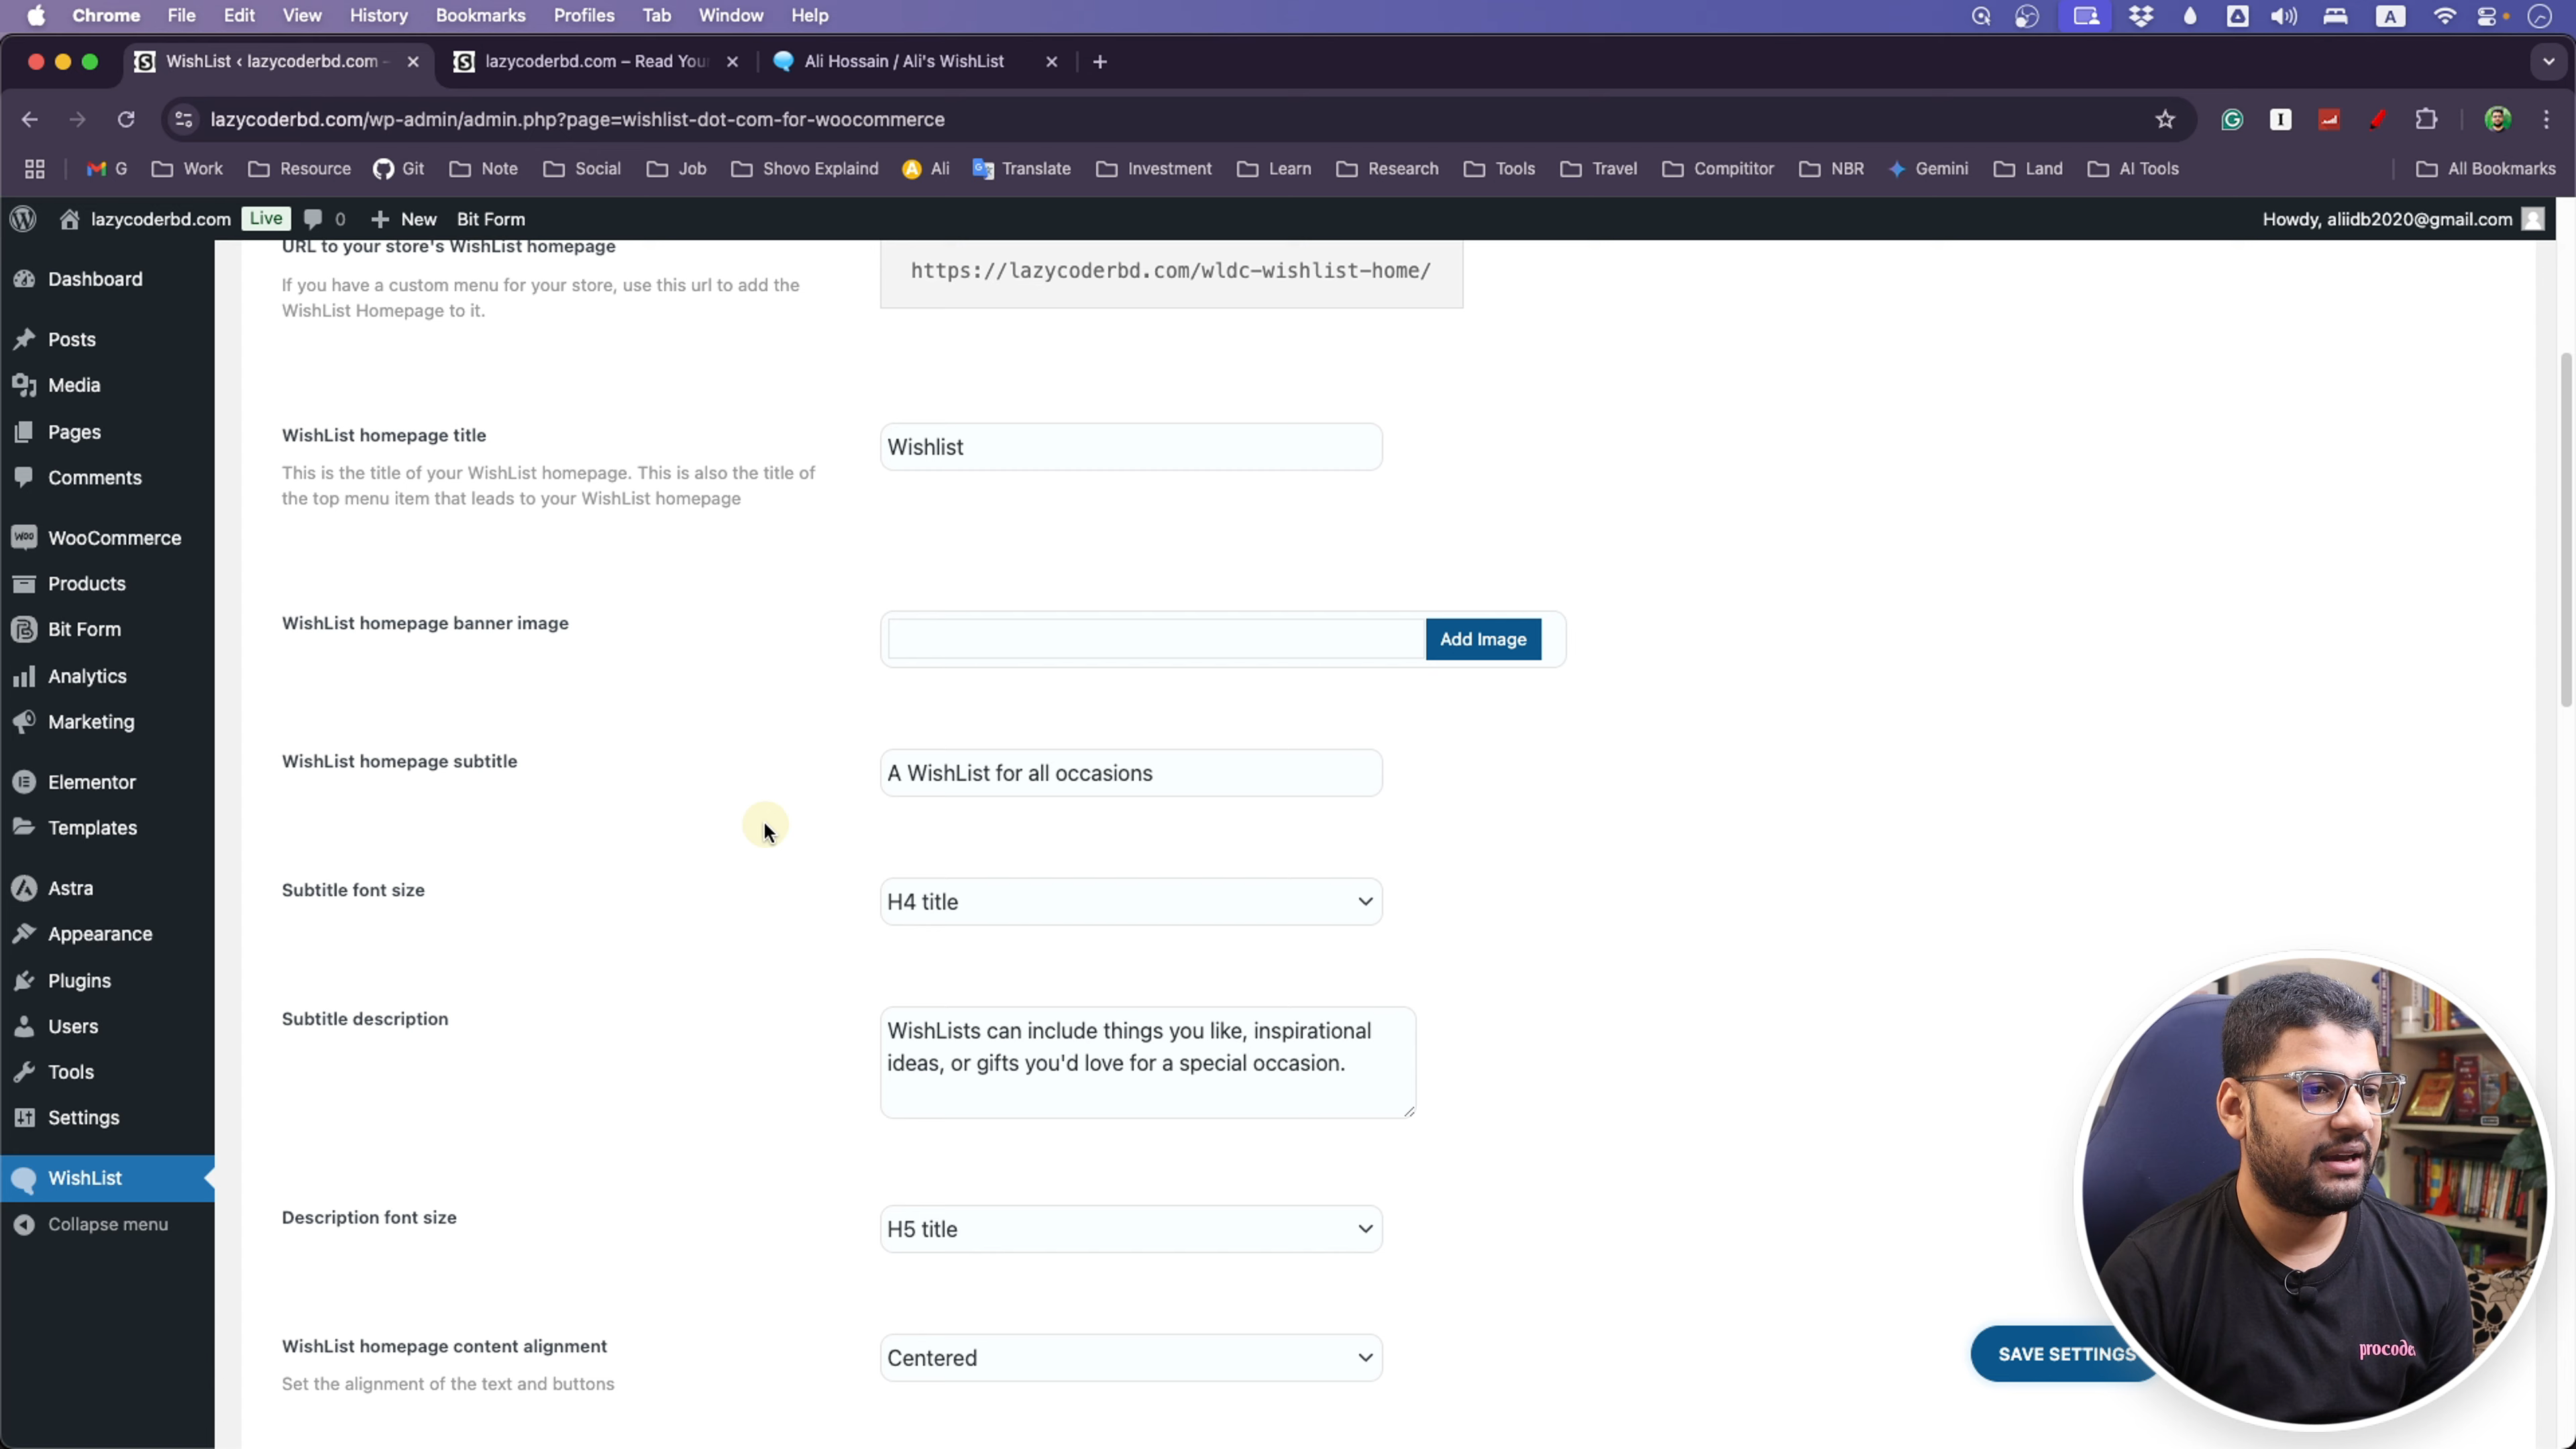 Chrome File Edit View History Bookmarks Profiles Tab Window Help
A
WishList ‹ lazycoderbd.com -
lazycoderbd.com – Read You
Ali Hossain / Ali's WishList
lazycoderbd.com/wp-admin/admin.php?page=wishlist-dot-com-for-woocommerce
G Work Resource Git Note Social Job Shovo Explaind Ali Translate Investment Learn Research Tools Travel Compititor NBR Gemini Land AI Tools All Bookmarks
lazycoderbd.com Live 0 New Bit Form Howdy, aliidb2020@gmail.com
Dashboard
Posts
Media
Pages
Comments
WooCommerce
Products
Bit Form
Analytics
Marketing
Elementor
Templates
Astra
Appearance
Plugins
Users
Tools
Settings
WishList
Collapse menu
URL to your store's WishList homepage
If you have a custom menu for your store, use this url to add the
WishList Homepage to it.
https://lazycoderbd.com/wldc-wishlist-home/
WishList homepage title
This is the title of your WishList homepage. This is also the title of
the top menu item that leads to your WishList homepage
Wishlist
WishList homepage banner image
Add Image
WishList homepage subtitle
A WishList for all occasions
Subtitle font size
H4 title
Subtitle description
WishLists can include things you like, inspirational
ideas, or gifts you'd love for a special occasion.
Description font size
H5 title
WishList homepage content alignment
Set the alignment of the text and buttons
Centered
SAVE SETTINGS
procode